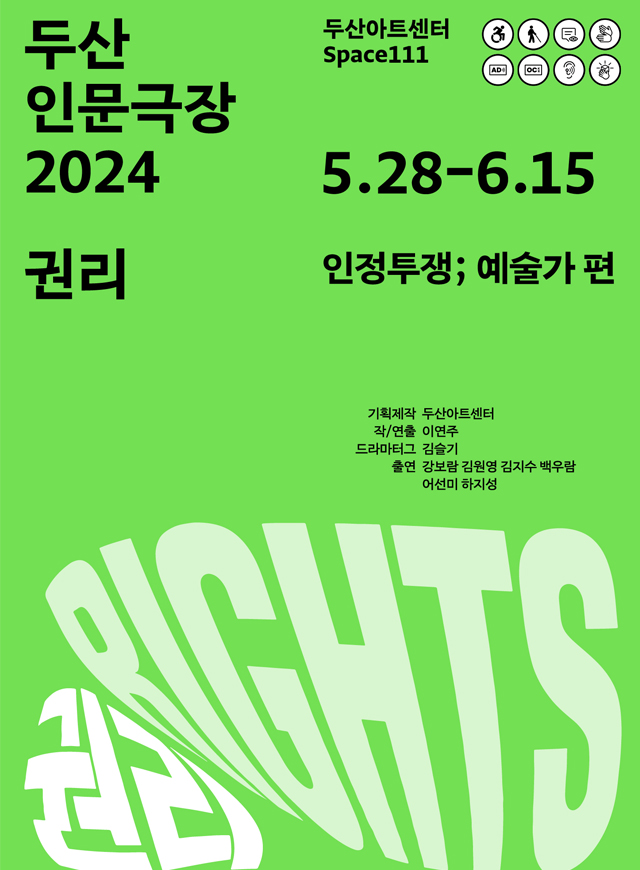 두산
인문극장
2024
권리
두산아트센터
Space111
AD
OC
5.28-6.15
인정투쟁; 예술가 편
기획제작 두산아트센터
작/연출 이연주
드라마터그 김슬기
출연 강보람 김원영 김지수 백우람
어선미 하지성
RIGHTS
권리